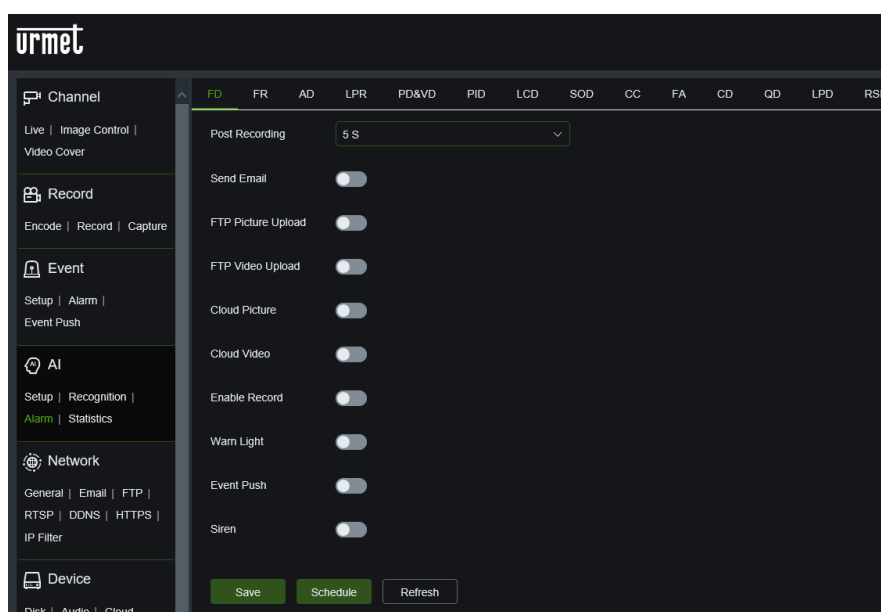 urmet
Channel
Live | Image Control |
Video Cover
Record
Encode | Record | Capture
Event
Setup | Alarm |
Event Push
AI
Setup | Recognition |
Alarm | Statistics
Network
General | Email | FTP |
RTSP | DDNS | HTTPS |
IP Filter
Device
Disk | Audio | Cloud
FD FR AD LPR PD&VD PID LCD SOD CC FA CD QD LPD
Post Recording 5 S
Send Email
FTP Picture Upload
FTP Video Upload
Cloud Picture
Cloud Video
Enable Record
Warn Light
Event Push
Siren
Save Schedule Refresh